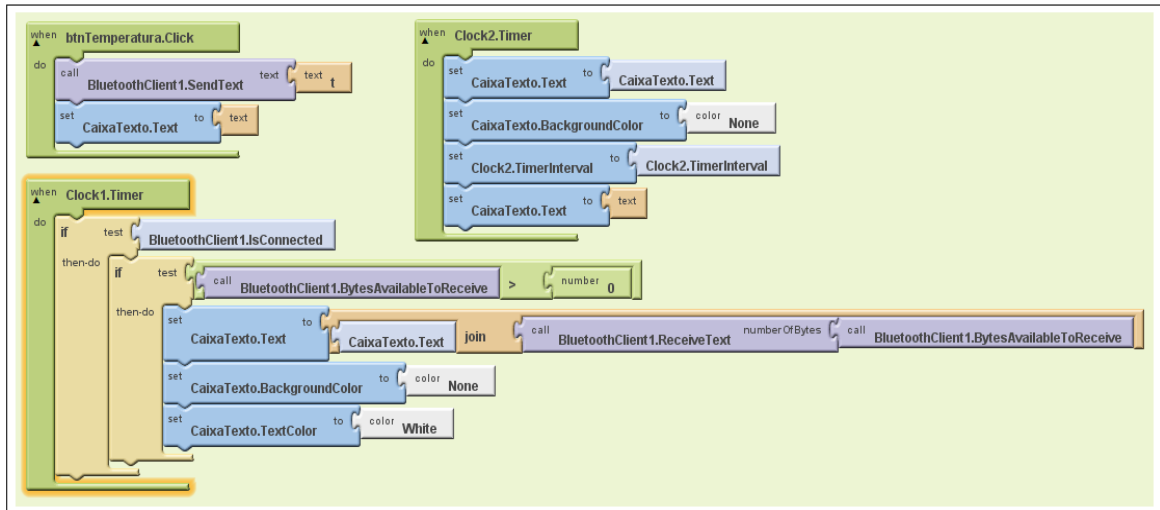 when btnTemperatura.Click
do call BluetoothClient1.SendText text text t
set CaixaTexto.Text to text
when Clock2.Timer
do set CaixaTexto.Text to CaixaTexto.Text
set CaixaTexto.BackgroundColor to color None
set Clock2.TimerInterval to Clock2.TimerInterval
set CaixaTexto.Text to text
when Clock1.Timer
do if test BluetoothClient1.IsConnected
then-do if test call BluetoothClient1.BytesAvailableToReceive > number 0
then-do set CaixaTexto.Text to CaixaTexto.Text join call BluetoothClient1.ReceiveText numberOfBytes call BluetoothClient1.BytesAvailableToReceive
set CaixaTexto.BackgroundColor to color None
set CaixaTexto.TextColor to color White